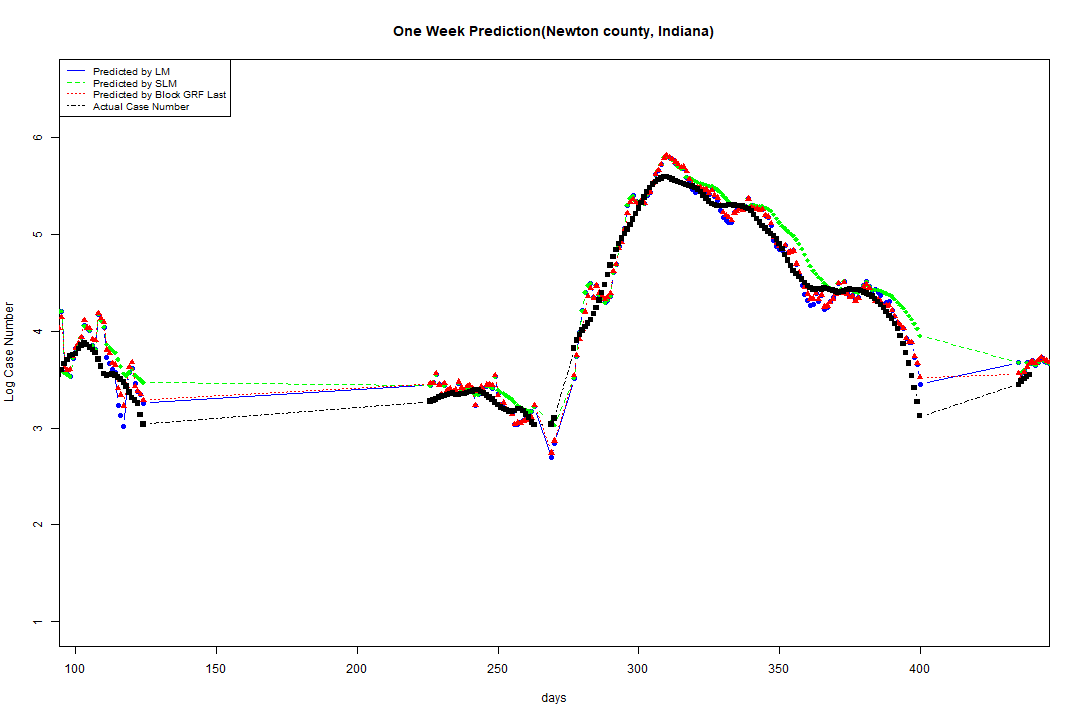 One Week Prediction(Newton county, Indiana)
Predicted by LM
Predicted by SLM
Predicted by Block GRF Last
Actual Case Number
6
5
4
3
2
1
Log Case Number
100 150 200 250 300 350 400
days